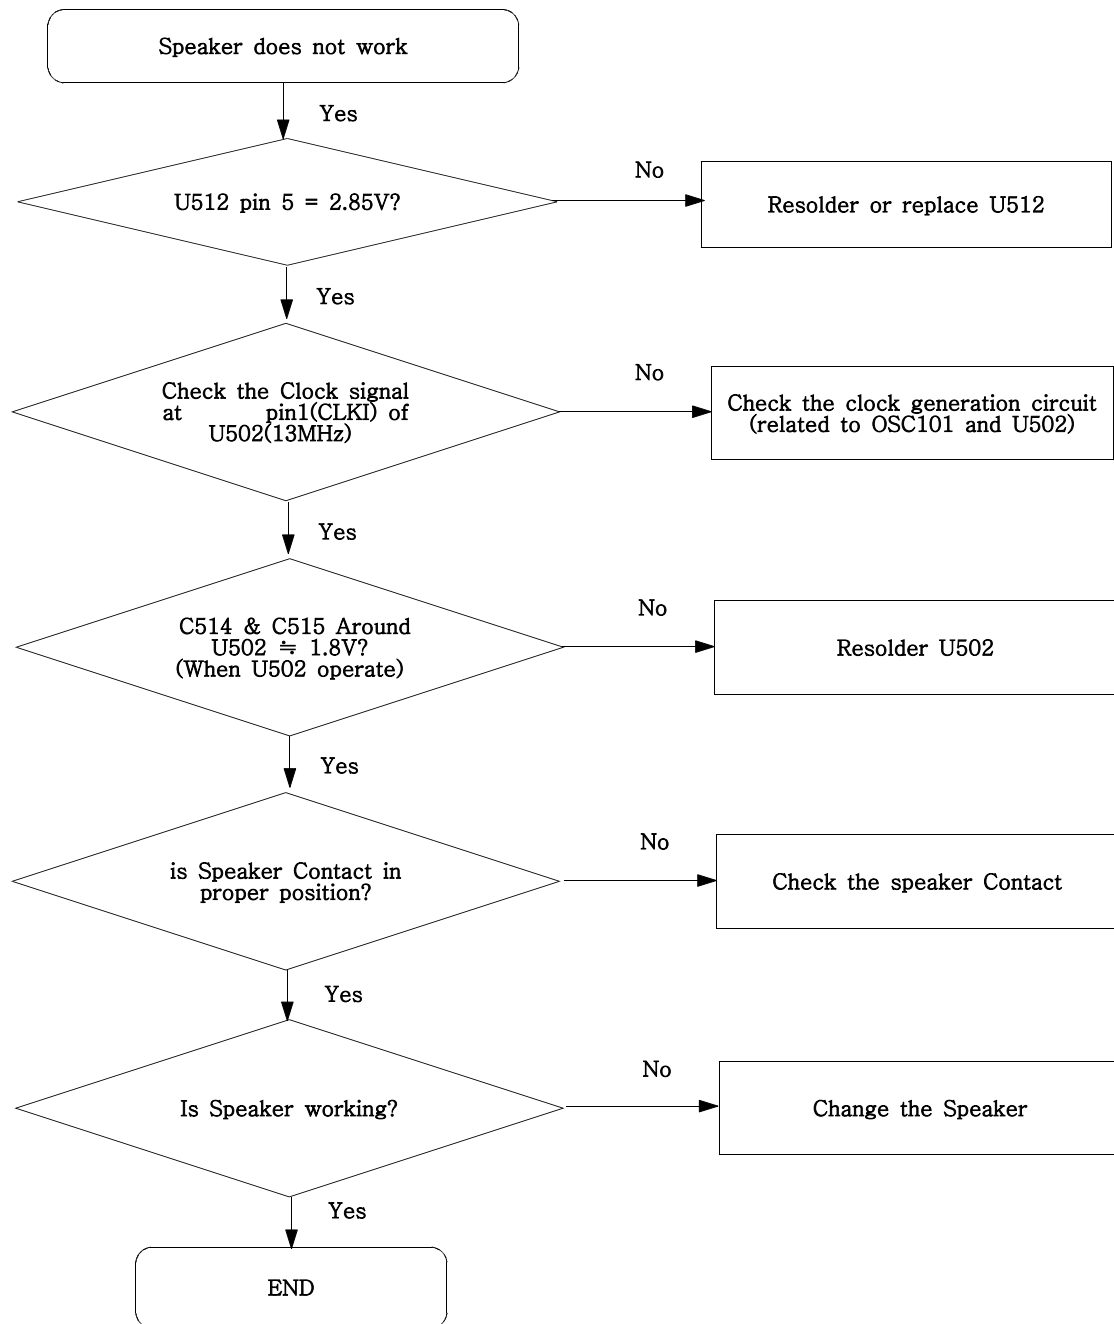 Speaker does not work
Yes
U512 pin 5 = 2.85V?
No
Resolder or replace U512
Yes
Check the Clock signal
at pin1(CLKI) of
U502(13MHz)
No
Check the clock generation circuit
(related to OSC101 and U502)
Yes
C514 & C515 Around
U502 ≒ 1.8V?
(When U502 operate)
No
Resolder U502
Yes
is Speaker Contact in
proper position?
No
Check the speaker Contact
Yes
Is Speaker working?
No
Change the Speaker
Yes
END